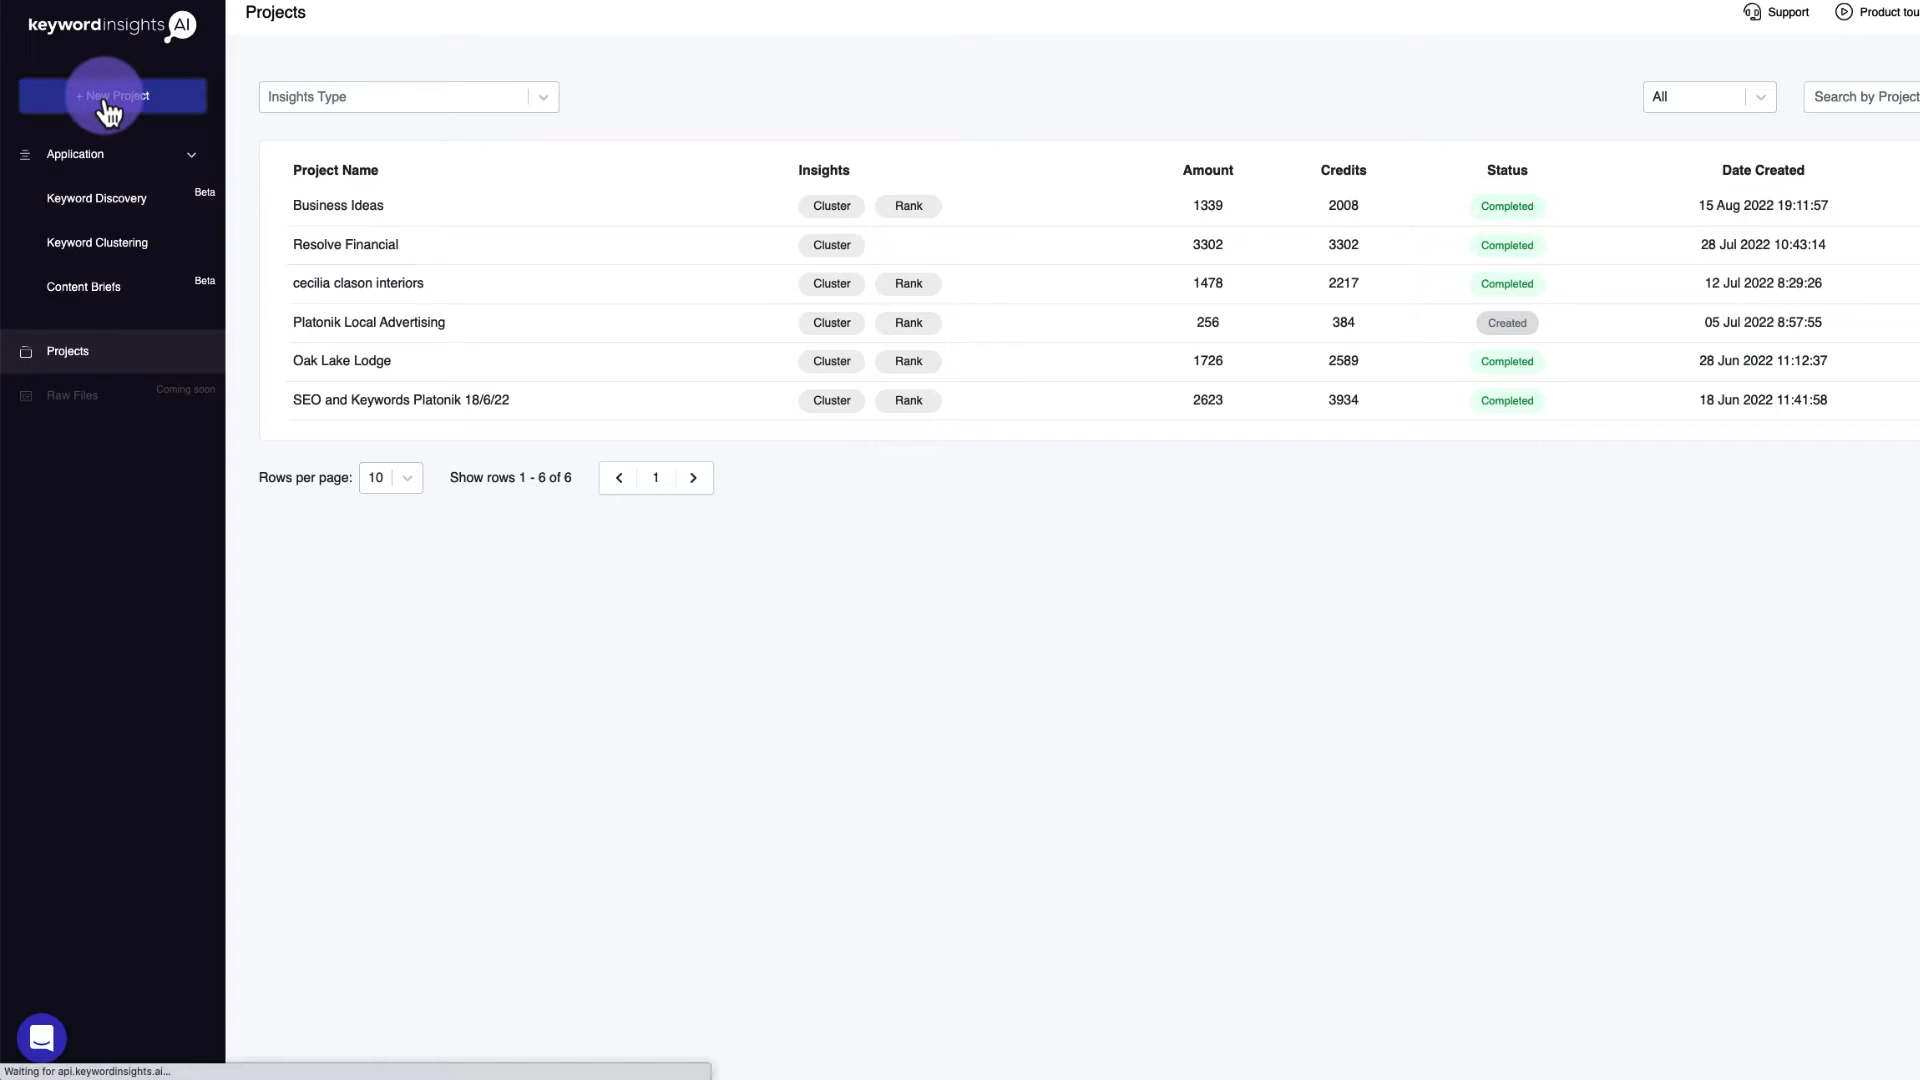 keywordinsights AI
Projects
Support
Product tou
+ New Project
Insights Type
All
Search by Project
Application
Keyword Discovery
Beta
Keyword Clustering
Content Briefs
Beta
Projects
Raw Files
Coming soon
Project Name Insights Amount Credits Status Date Created
Business Ideas Cluster Rank 1339 2008 Completed 15 Aug 2022 19:11:57
Resolve Financial Cluster 3302 3302 Completed 28 Jul 2022 10:43:14
cecilia clason interiors Cluster Rank 1478 2217 Completed 12 Jul 2022 8:29:26
Platonik Local Advertising Cluster Rank 256 384 Created 05 Jul 2022 8:57:55
Oak Lake Lodge Cluster Rank 1726 2589 Completed 28 Jun 2022 11:12:37
SEO and Keywords Platonik 18/6/22 Cluster Rank 2623 3934 Completed 18 Jun 2022 11:41:58
Rows per page: 10 Show rows 1 - 6 of 6 1
Waiting for api.keywordinsights.ai...